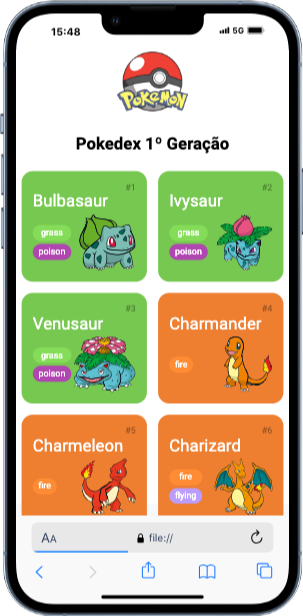 15:48
5G
POKéMON
Pokedex 1º Geração
#1
Bulbasaur
grass
poison
#2
Ivysaur
grass
poison
#3
Venusaur
grass
poison
#4
Charmander
fire
#5
Charmeleon
fire
#6
Charizard
fire
flying
AA
file://